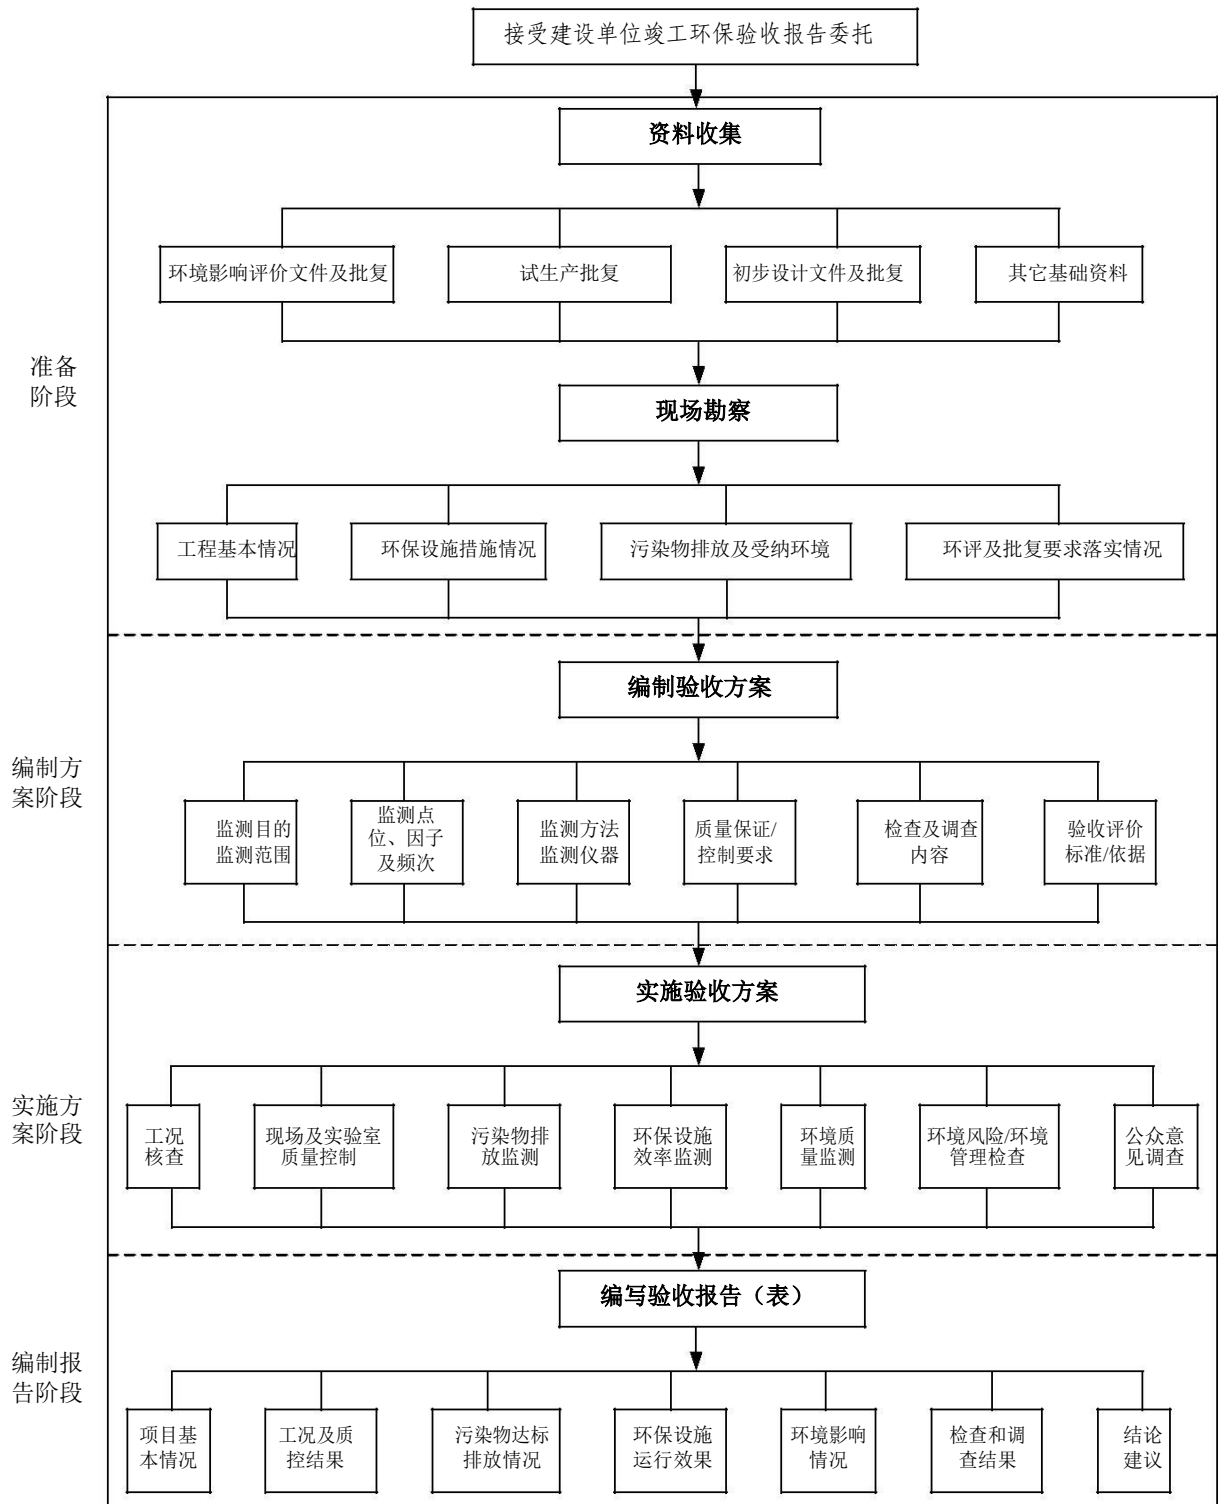 接受建设单位竣工环保验收报告委托
资料收集
环境影响评价文件及批复
试生产批复
初步设计文件及批复
其它基础资料
准备
阶段
现场勘察
工程基本情况
环保设施措施情况
污染物排放及受纳环境
环评及批复要求落实情况
编制验收方案
编制方
案阶段
监测目的
监测范围
监测点
位、因子
及频次
监测方法
监测仪器
质量保证/
控制要求
检查及调查
内容
验收评价
标准/依据
实施验收方案
实施方
案阶段
工况
核查
现场及实验室
质量控制
污染物排
放监测
环保设施
效率监测
环境质
量监测
环境风险/环境
管理检查
公众意
见调查
编写验收报告（表）
编制报
告阶段
项目基
本情况
工况及质
控结果
污染物达标
排放情况
环保设施
运行效果
环境影响
情况
检查和调
查结果
结论
建议